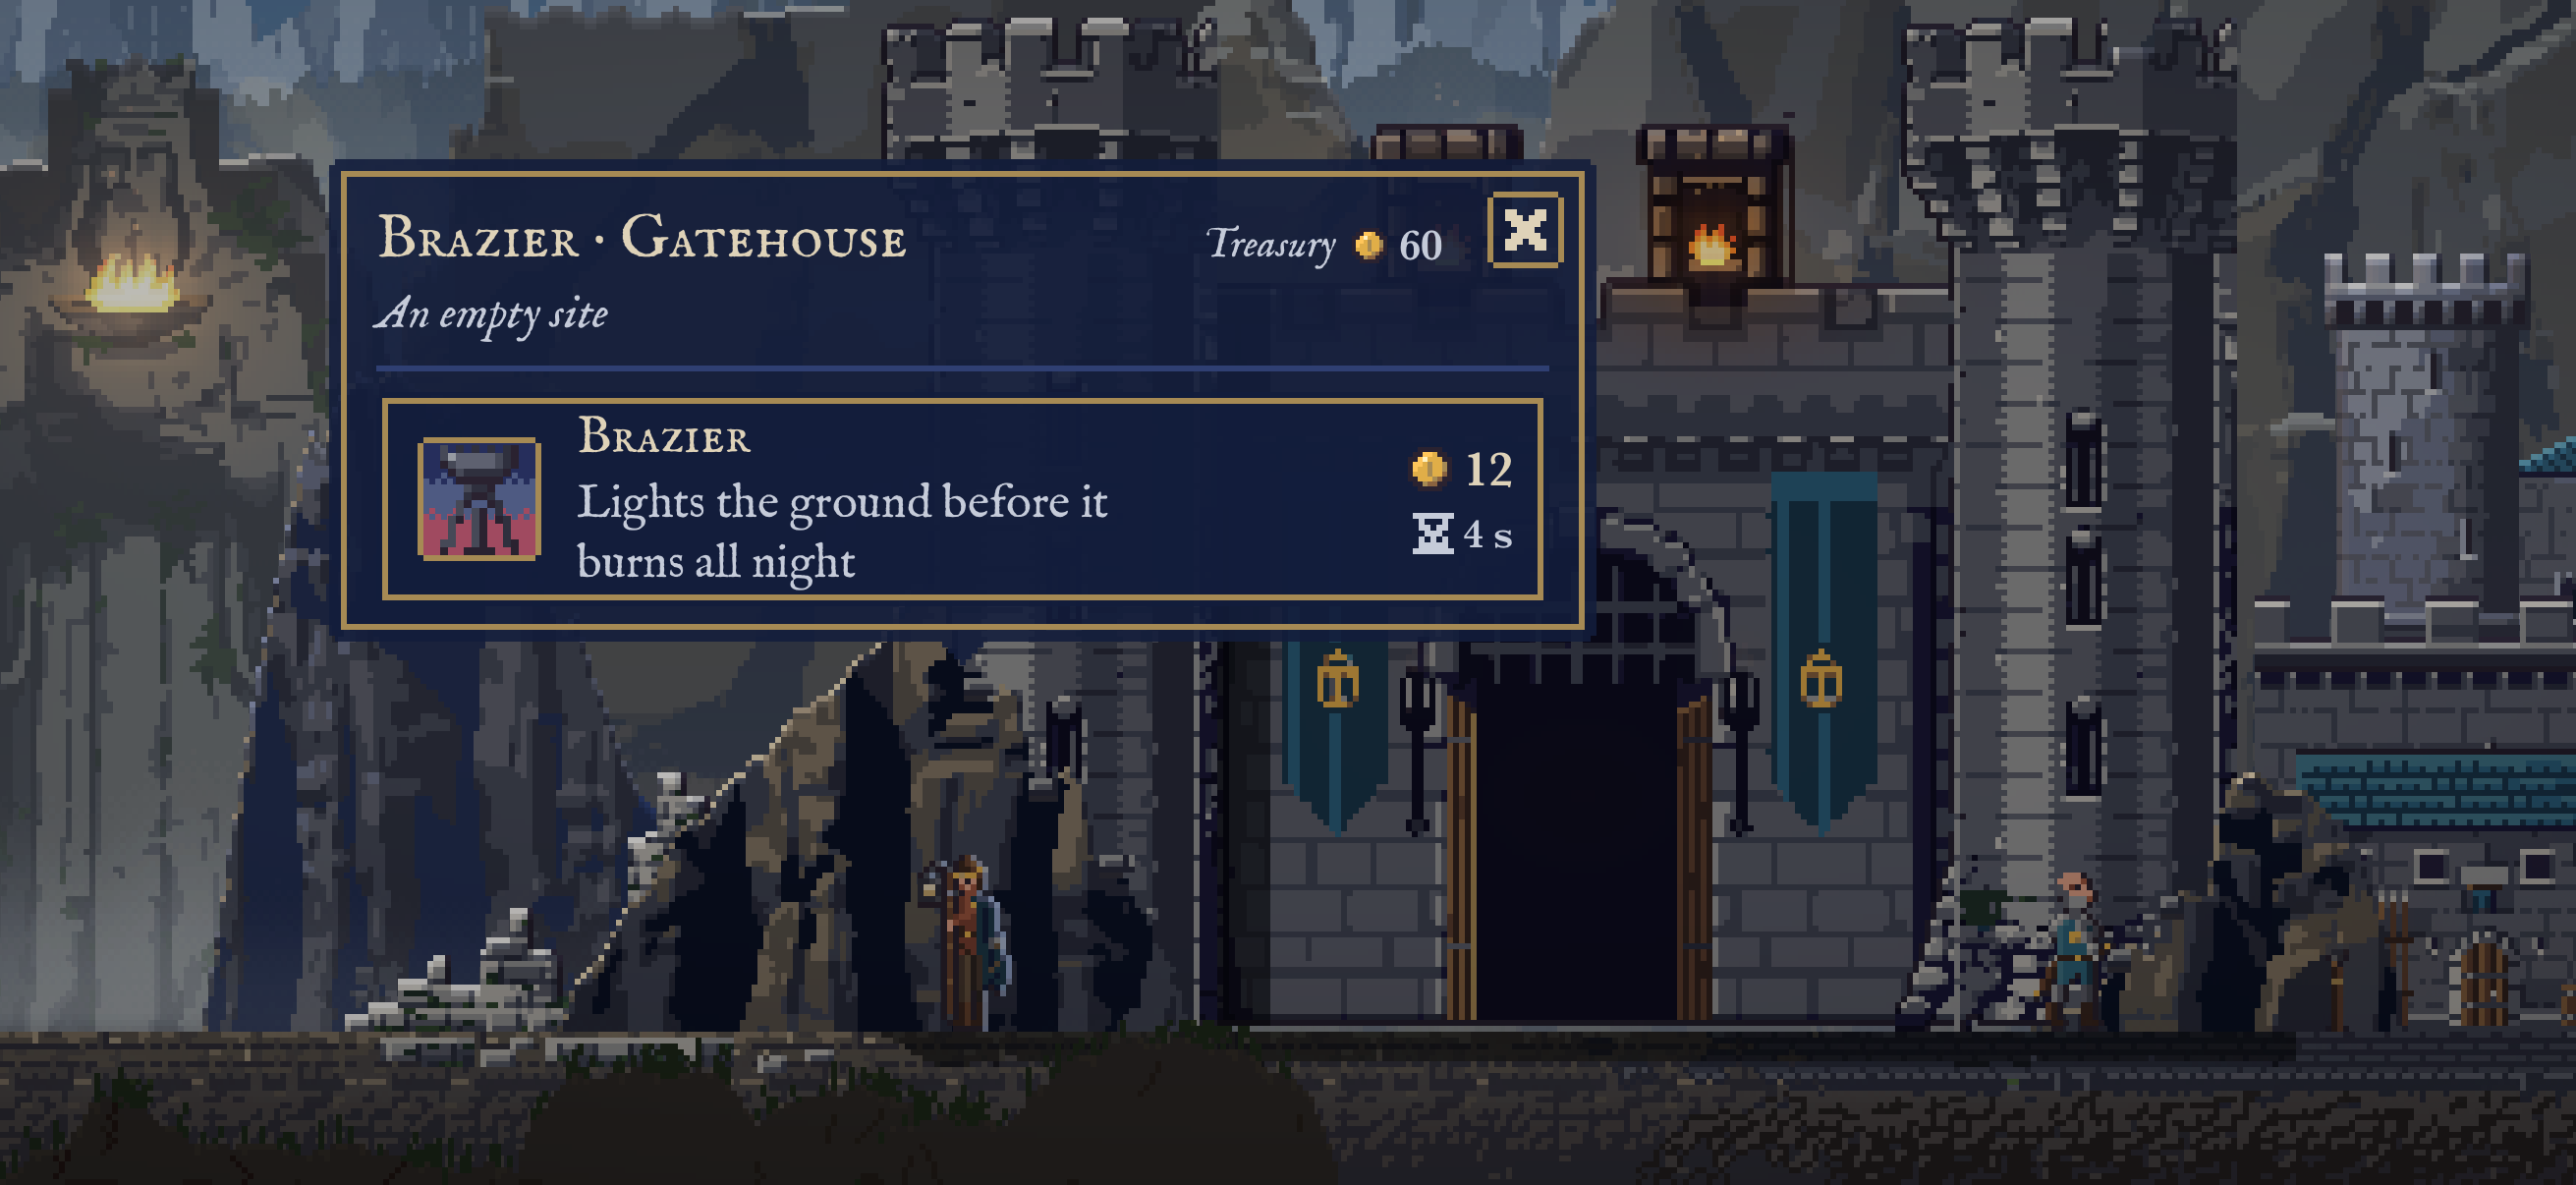 Brazier · Gatehouse
Treasury 60
An empty site
Brazier
Lights the ground before it
burns all night
12
4 s